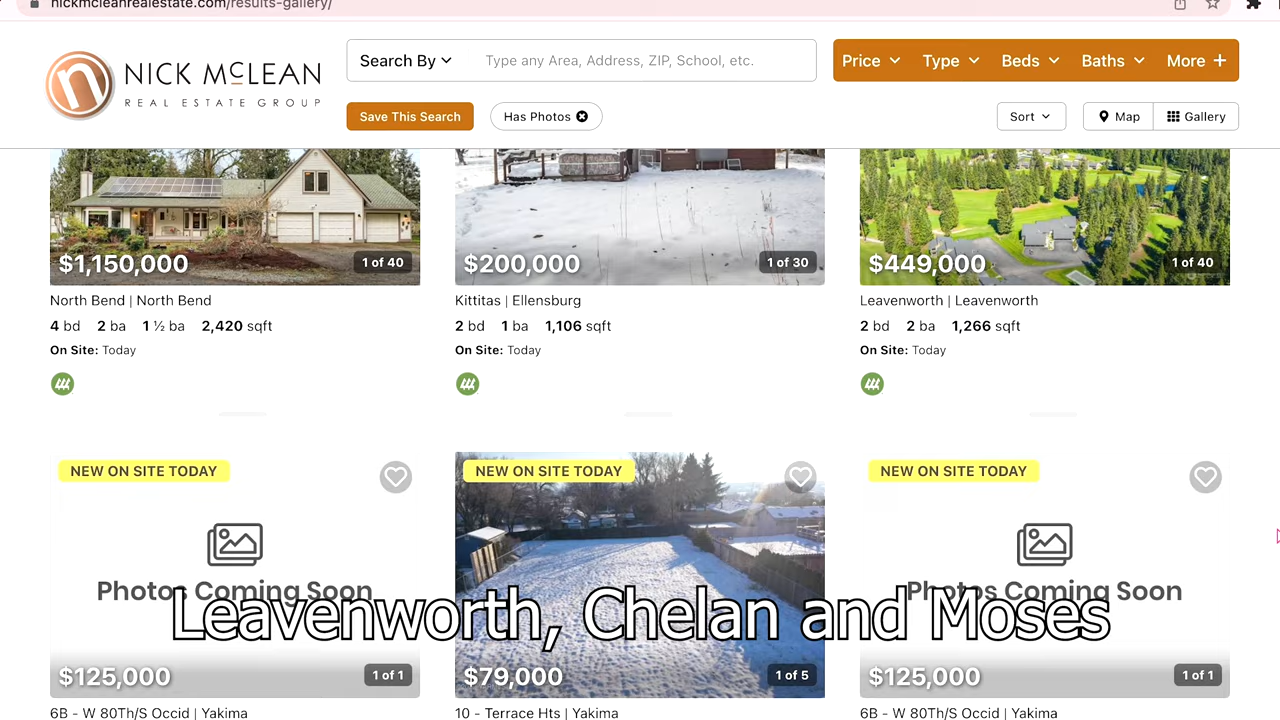 nickmcleanrealestate.com/results-gallery/
NICK McLEAN
REAL ESTATE GROUP
Search By
Type any Area, Address, ZIP, School, etc.
Price
Type
Beds
Baths
More +
Save This Search
Has Photos
Sort
Map
Gallery
$1,150,000
1 of 40
North Bend | North Bend
4 bd 2 ba 1 ½ ba 2,420 sqft
On Site: Today
$200,000
1 of 30
Kittitas | Ellensburg
2 bd 1 ba 1,106 sqft
On Site: Today
$449,000
1 of 40
Leavenworth | Leavenworth
2 bd 2 ba 1,266 sqft
On Site: Today
NEW ON SITE TODAY
Photos Coming Soon
$125,000
1 of 1
6B - W 80Th/S Occid | Yakima
NEW ON SITE TODAY
$79,000
1 of 5
10 - Terrace Hts | Yakima
NEW ON SITE TODAY
Photos Coming Soon
$125,000
1 of 1
6B - W 80Th/S Occid | Yakima
Leavenworth, Chelan and Moses